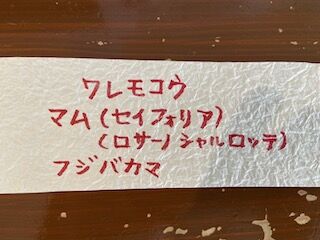 ワレモコウ
マム(セイフォリア)
(ロサーノシャルロッテ)
フジバカマ